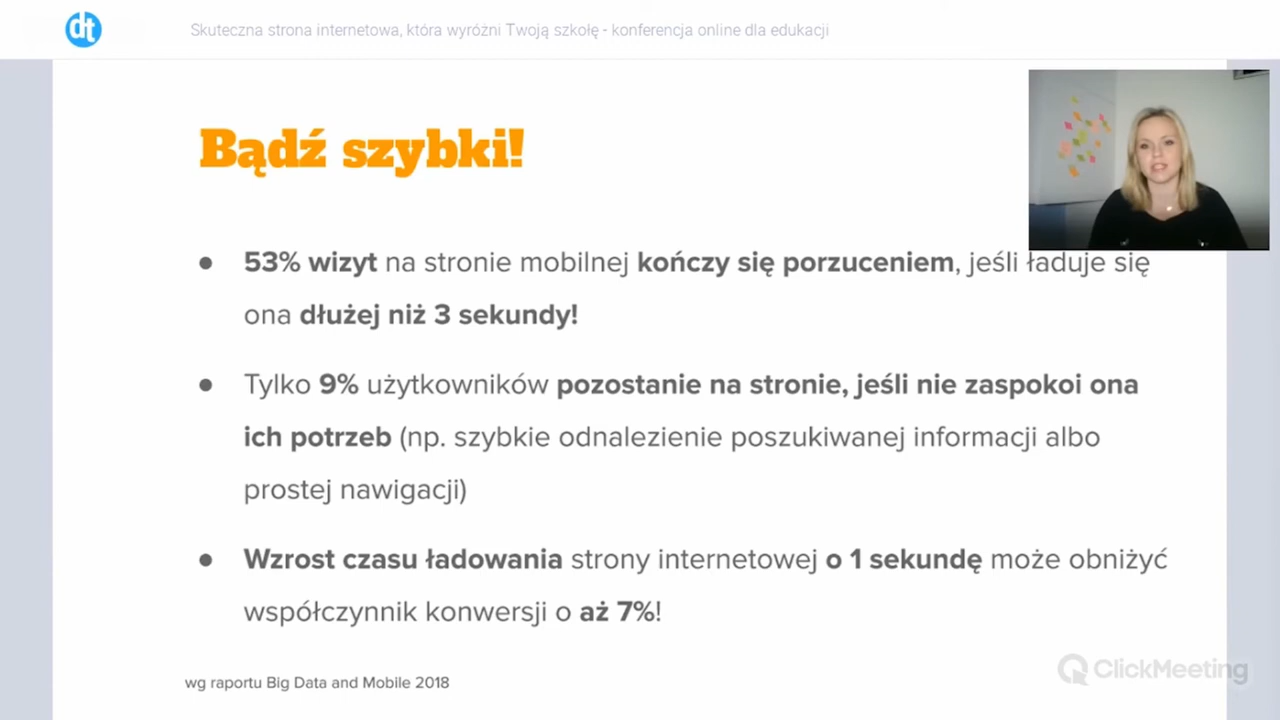 dt
Skuteczna strona internetowa, która wyróżni Twoją szkołę - konferencja online dla edukacji
Bądź szybki!
● 53% wizyt na stronie mobilnej kończy się porzuceniem, jeśli ładuje się
ona dłużej niż 3 sekundy!
● Tylko 9% użytkowników pozostanie na stronie, jeśli nie zaspokoi ona
ich potrzeb (np. szybkie odnalezienie poszukiwanej informacji albo
prostej nawigacji)
● Wzrost czasu ładowania strony internetowej o 1 sekundę może obniżyć
współczynnik konwersji o aż 7%!
wg raportu Big Data and Mobile 2018
ClickMeeting